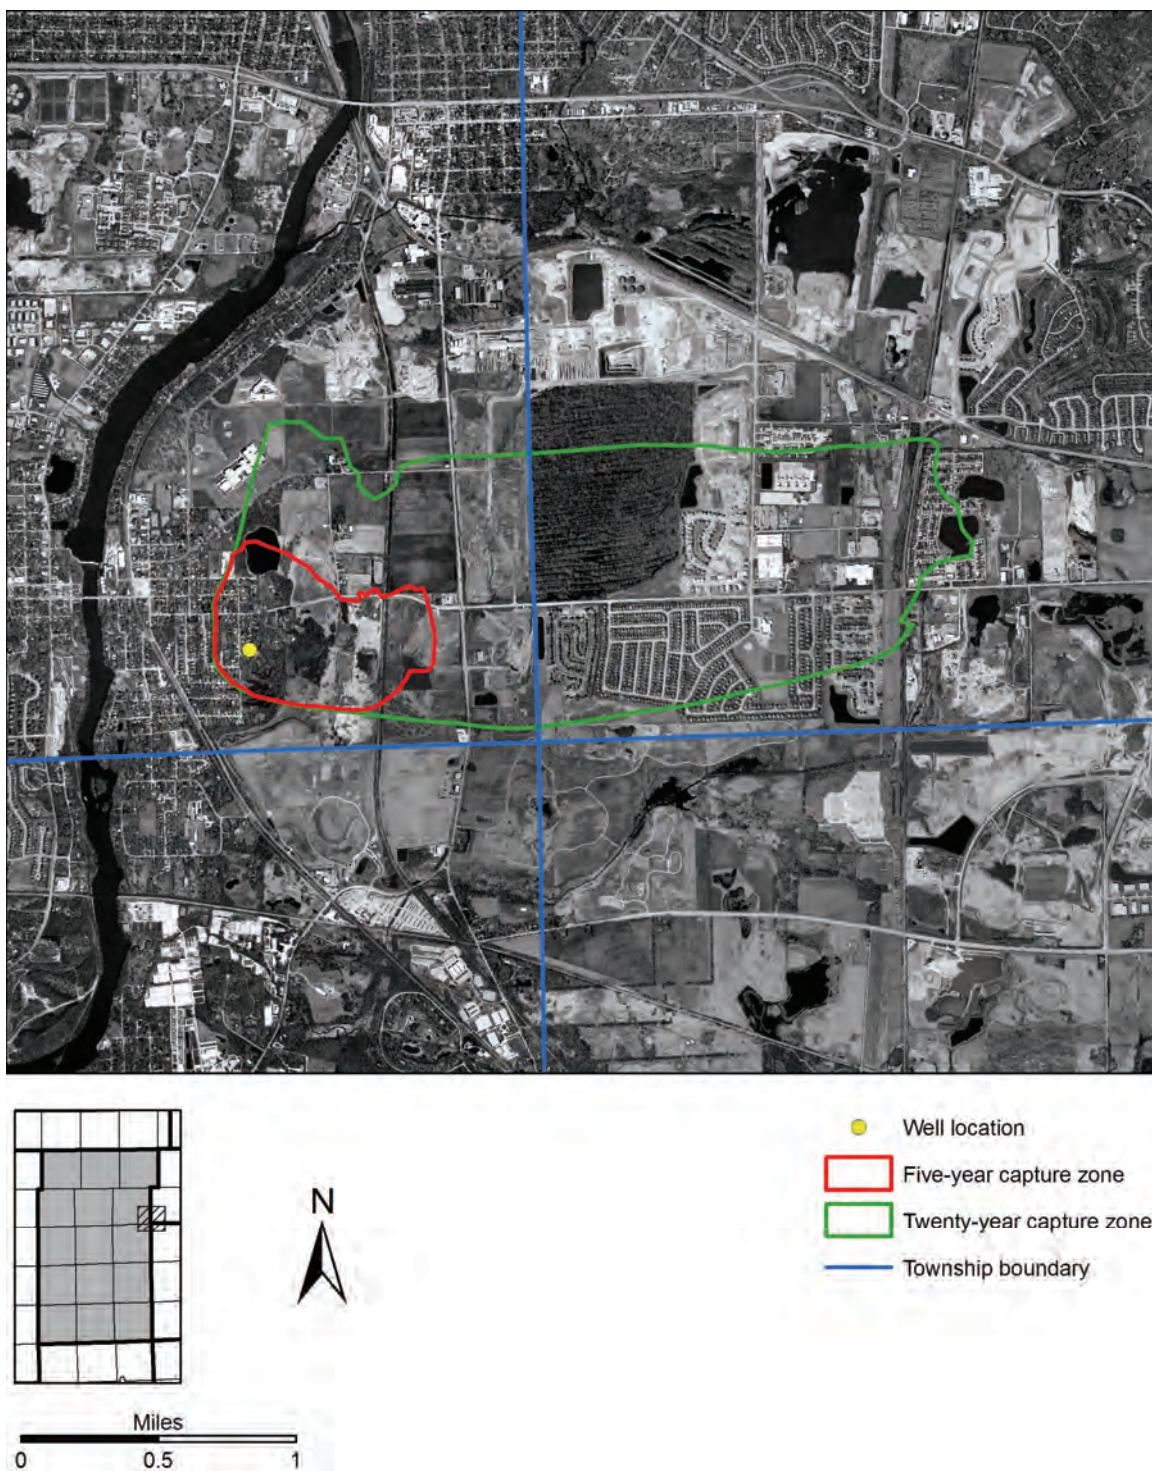 Well location
Five-year capture zone
Twenty-year capture zone
Township boundary
N
Miles
0 0.5 1